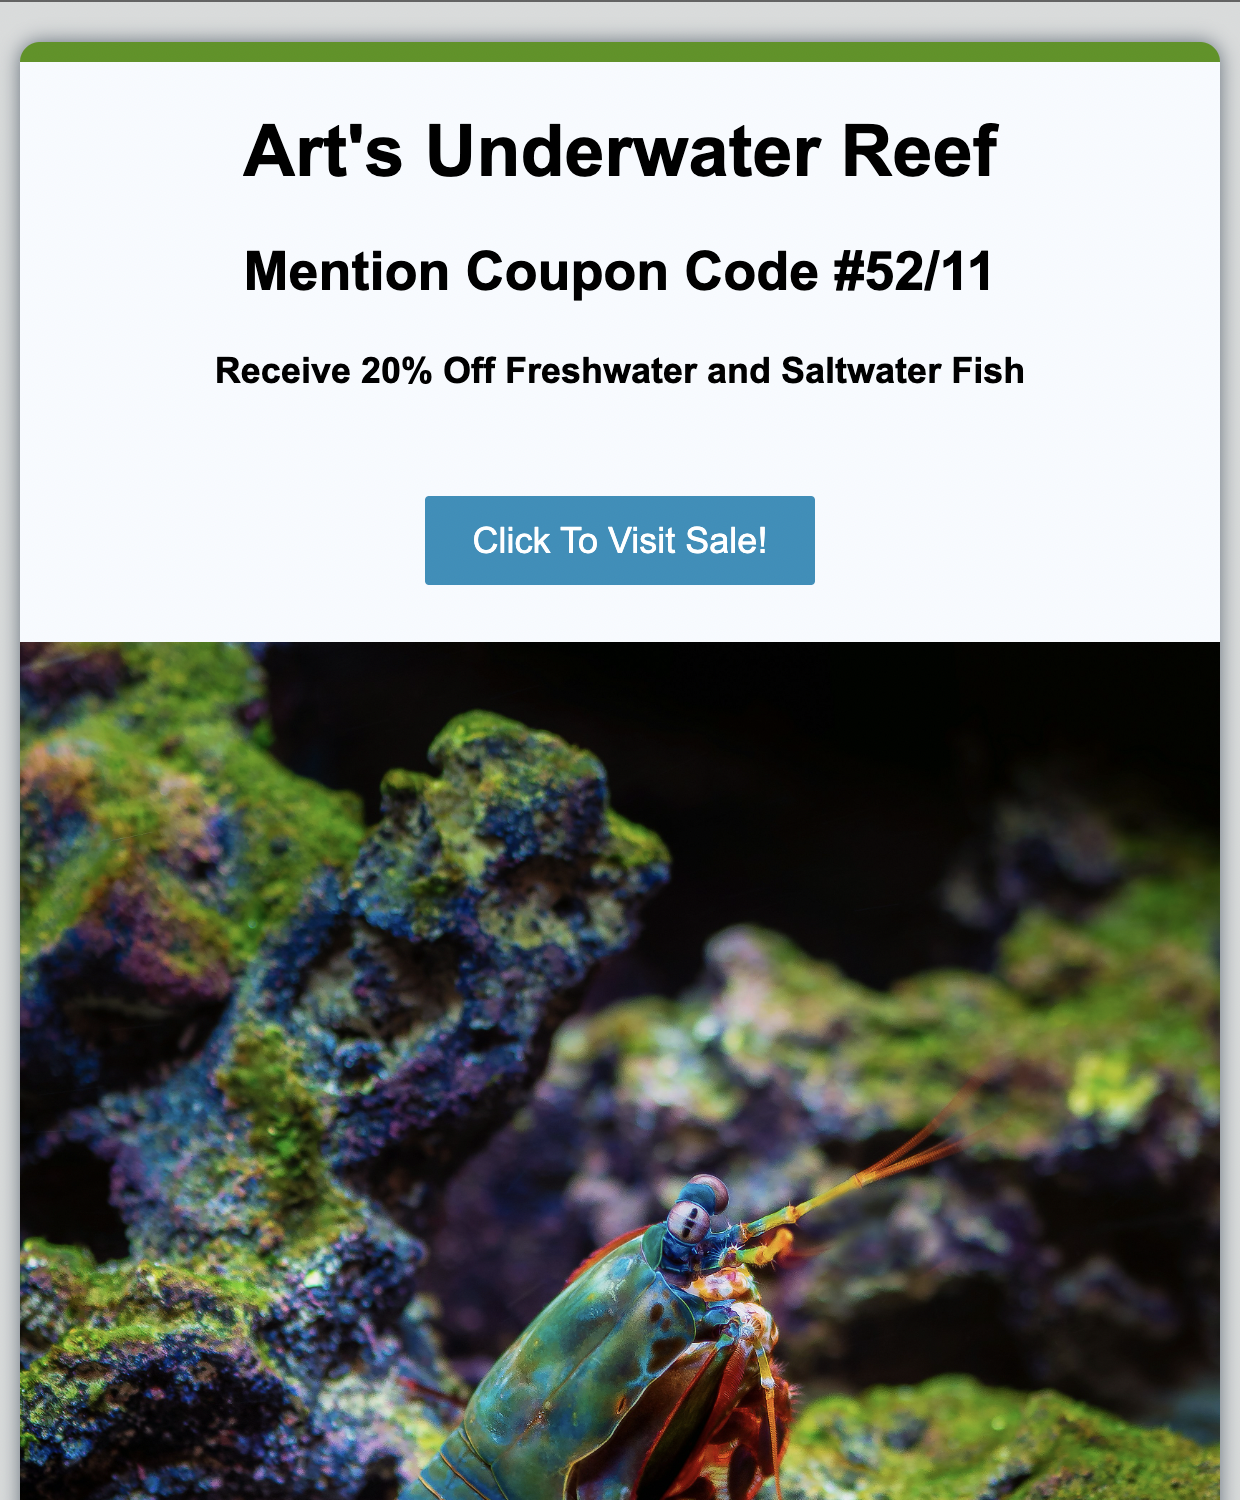 Art's Underwater Reef
Mention Coupon Code #52/11
Receive 20% Off Freshwater and Saltwater Fish
Click To Visit Sale!